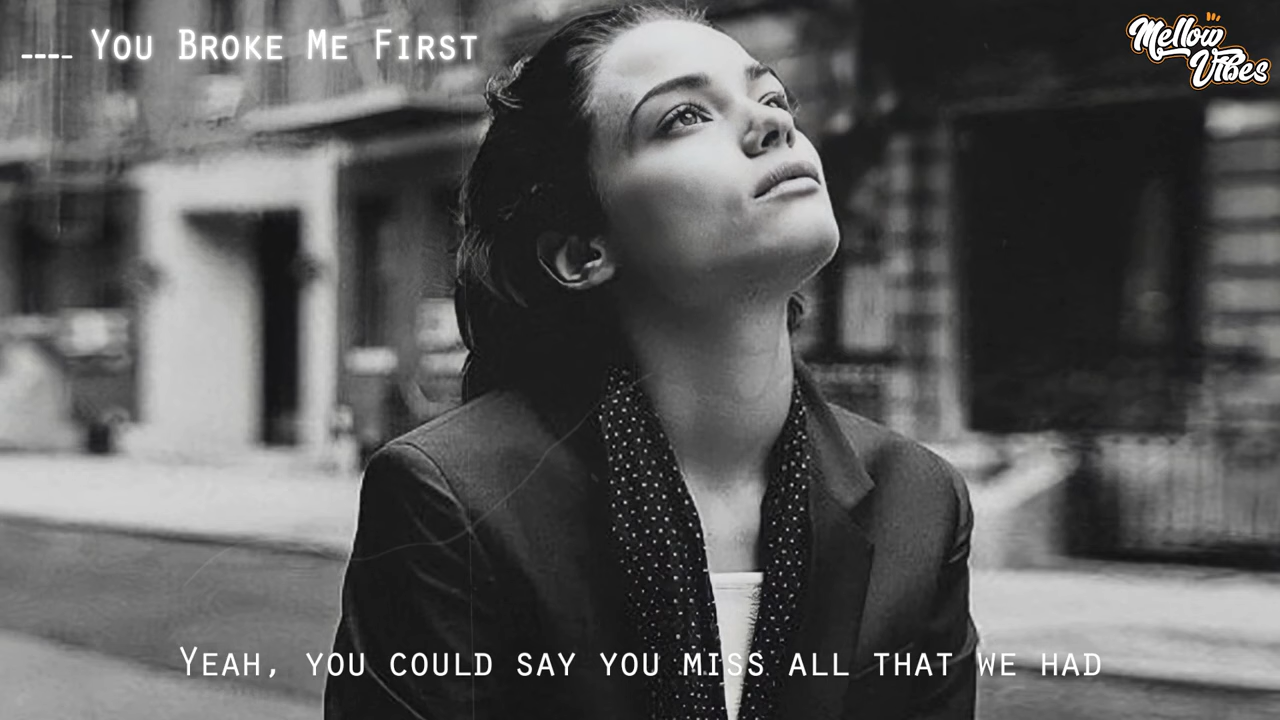 ---- You Broke Me First
Mellow
Vibes
Yeah, you could say you miss all that we had